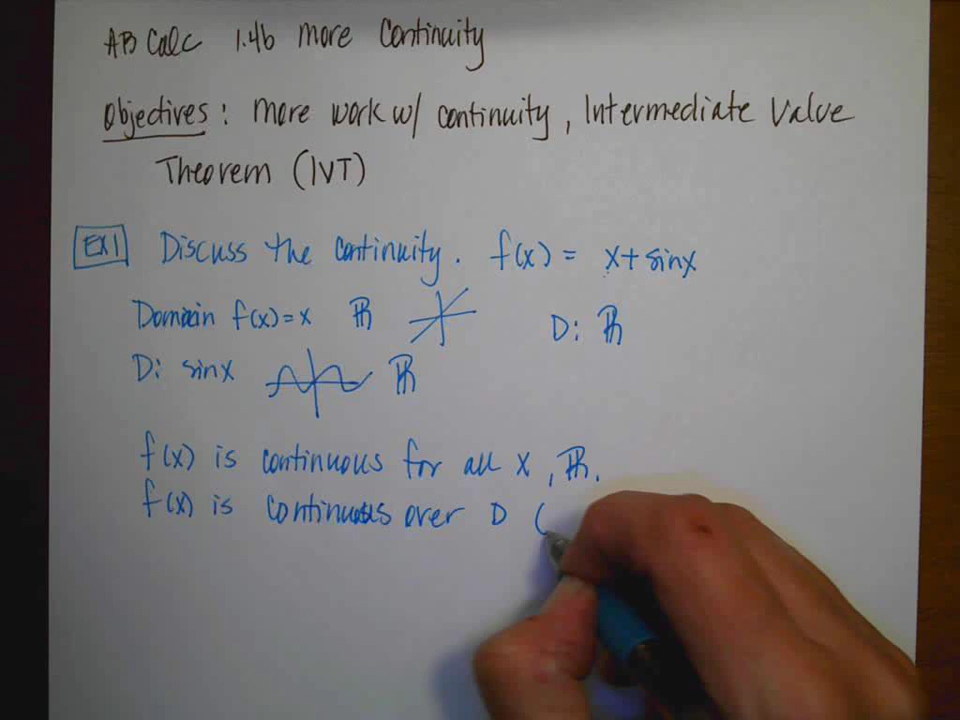 AB Calc 1.4b More Continuity
Objectives: More work w/ continuity, Intermediate Value
Theorem (IVT)
EX1 Discuss the continuity. f(x) = x+sinx
Domain f(x)=x ℝ D: ℝ
D: sinx ℝ
f(x) is continuous for all x, ℝ.
f(x) is continuous over D (